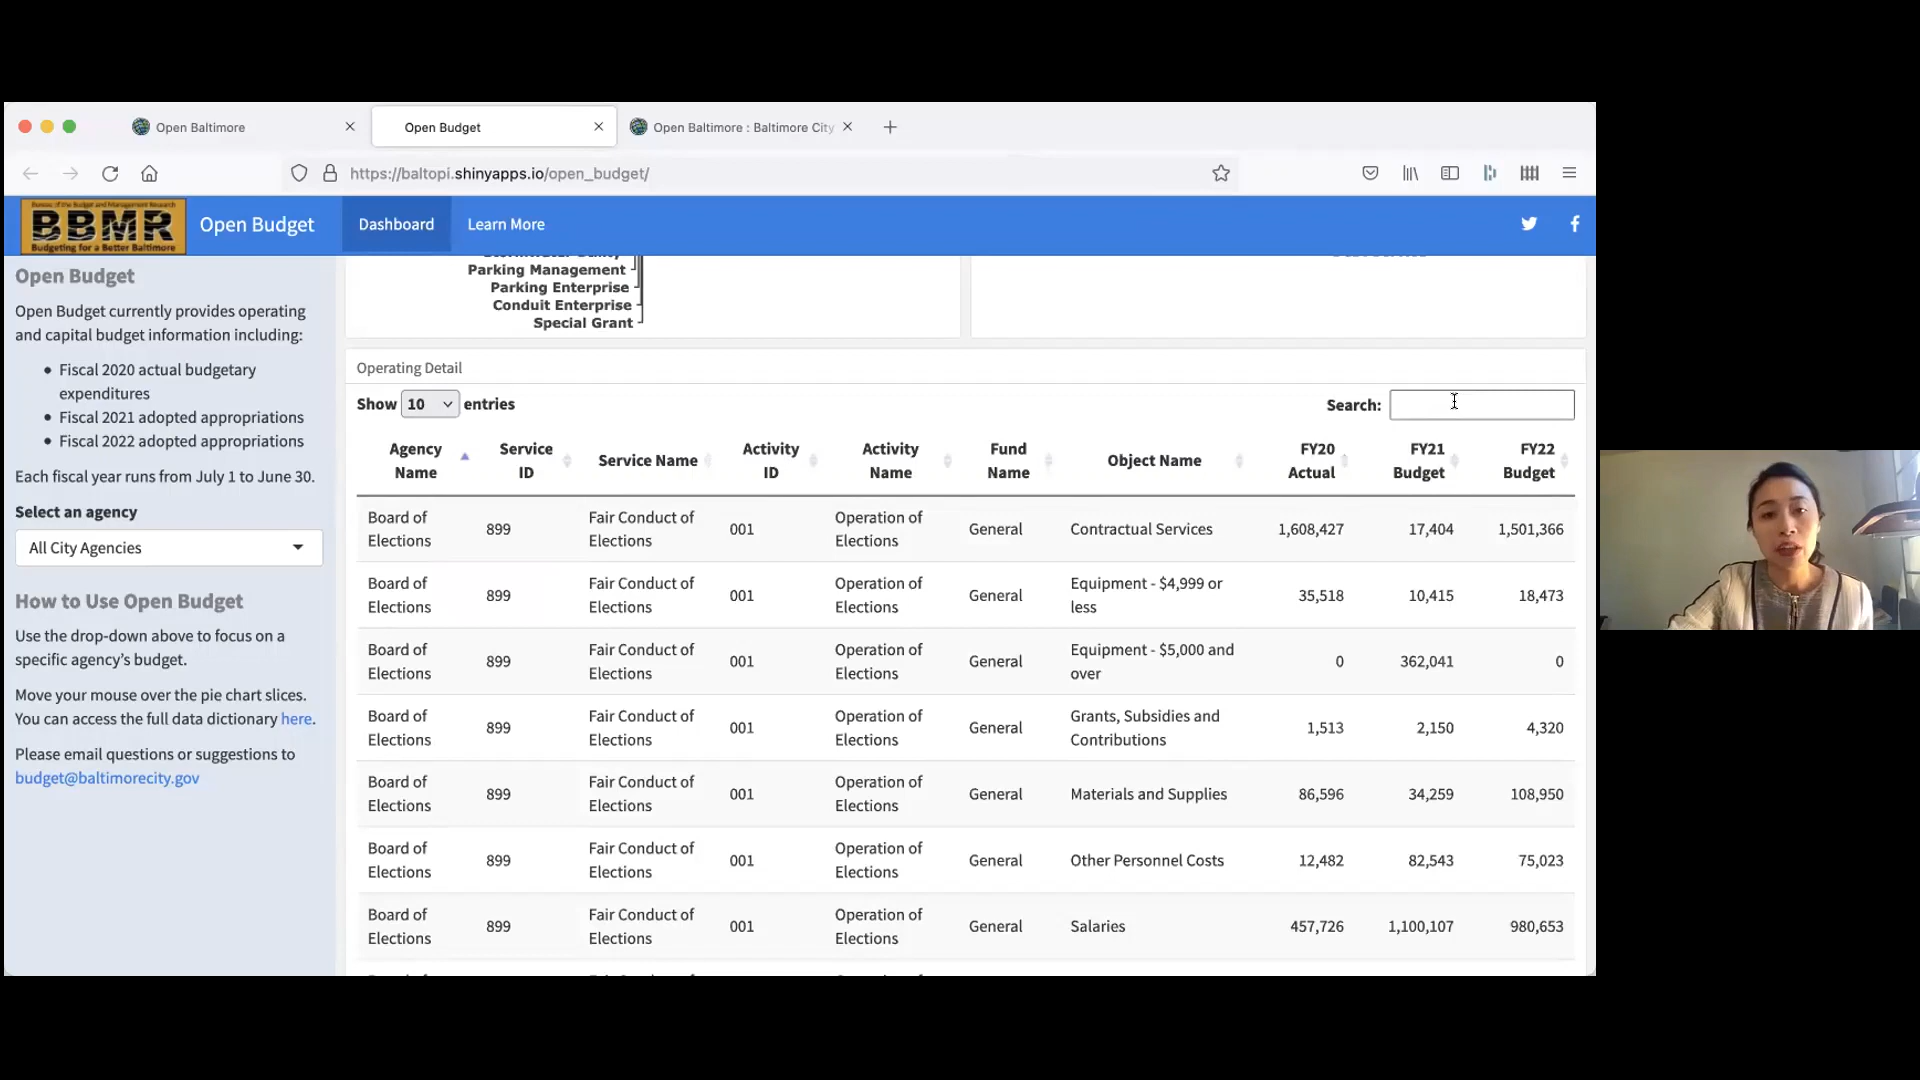 Open Baltimore
Open Budget
Open Baltimore : Baltimore City
https://baltopi.shinyapps.io/open_budget/
Bureau of the Budget and Management Research
BBMR
Budgeting for a Better Baltimore
Open Budget
Dashboard
Learn More
Open Budget
Open Budget currently provides operating
and capital budget information including:
Fiscal 2020 actual budgetary
expenditures
Fiscal 2021 adopted appropriations
Fiscal 2022 adopted appropriations
Each fiscal year runs from July 1 to June 30.
Select an agency
All City Agencies
How to Use Open Budget
Use the drop-down above to focus on a
specific agency's budget.
Move your mouse over the pie chart slices.
You can access the full data dictionary here.
Please email questions or suggestions to
budget@baltimorecity.gov
Parking Management
Parking Enterprise
Conduit Enterprise
Special Grant
Operating Detail
Show 10 entries
Search:
Agency Name Service ID Service Name Activity ID Activity Name Fund Name Object Name FY20 Actual FY21 Budget FY22 Budget
Board of Elections 899 Fair Conduct of Elections 001 Operation of Elections General Contractual Services 1,608,427 17,404 1,501,366
Board of Elections 899 Fair Conduct of Elections 001 Operation of Elections General Equipment - $4,999 or less 35,518 10,415 18,473
Board of Elections 899 Fair Conduct of Elections 001 Operation of Elections General Equipment - $5,000 and over 0 362,041 0
Board of Elections 899 Fair Conduct of Elections 001 Operation of Elections General Grants, Subsidies and Contributions 1,513 2,150 4,320
Board of Elections 899 Fair Conduct of Elections 001 Operation of Elections General Materials and Supplies 86,596 34,259 108,950
Board of Elections 899 Fair Conduct of Elections 001 Operation of Elections General Other Personnel Costs 12,482 82,543 75,023
Board of Elections 899 Fair Conduct of Elections 001 Operation of Elections General Salaries 457,726 1,100,107 980,653